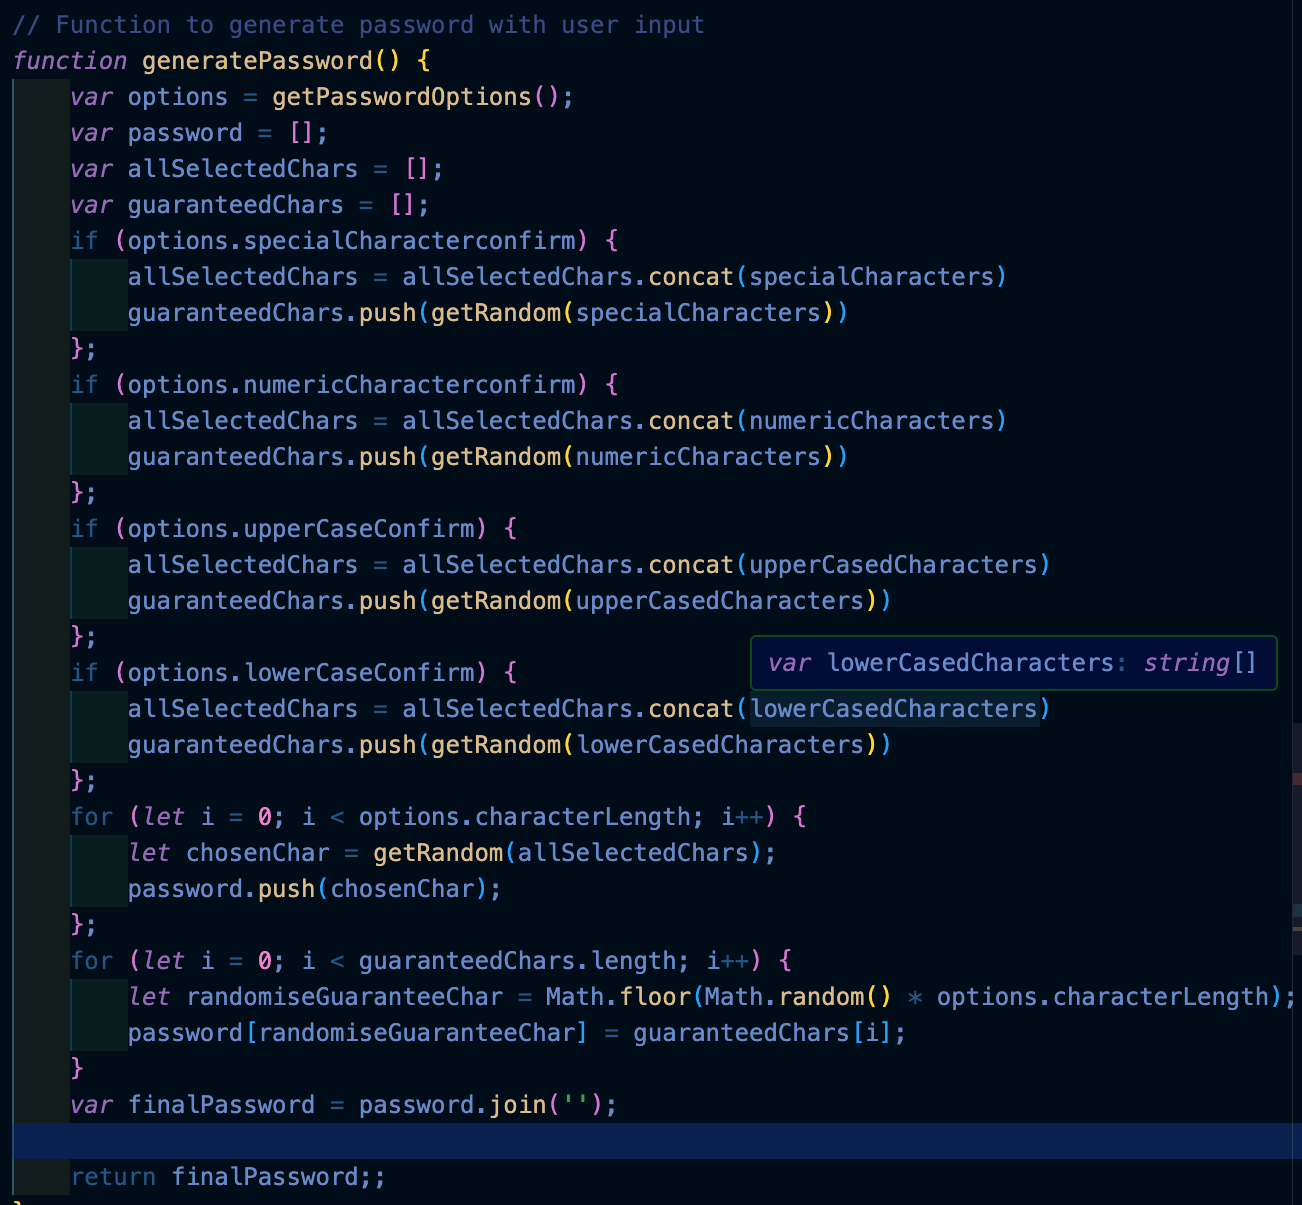 // Function to generate password with user input
function generatePassword() {
    var options = getPasswordOptions();
    var password = [];
    var allSelectedChars = [];
    var guaranteedChars = [];
    if (options.specialCharacterconfirm) {
        allSelectedChars = allSelectedChars.concat(specialCharacters)
        guaranteedChars.push(getRandom(specialCharacters))
    };
    if (options.numericCharacterconfirm) {
        allSelectedChars = allSelectedChars.concat(numericCharacters)
        guaranteedChars.push(getRandom(numericCharacters))
    };
    if (options.upperCaseConfirm) {
        allSelectedChars = allSelectedChars.concat(upperCasedCharacters)
        guaranteedChars.push(getRandom(upperCasedCharacters))
    };
var lowerCasedCharacters: string[]
    if (options.lowerCaseConfirm) {
        allSelectedChars = allSelectedChars.concat(lowerCasedCharacters)
        guaranteedChars.push(getRandom(lowerCasedCharacters))
    };
    for (let i = 0; i < options.characterLength; i++) {
        let chosenChar = getRandom(allSelectedChars);
        password.push(chosenChar);
    };
    for (let i = 0; i < guaranteedChars.length; i++) {
        let randomiseGuaranteeChar = Math.floor(Math.random() * options.characterLength);
        password[randomiseGuaranteeChar] = guaranteedChars[i];
    }
    var finalPassword = password.join('');
    return finalPassword;;
}